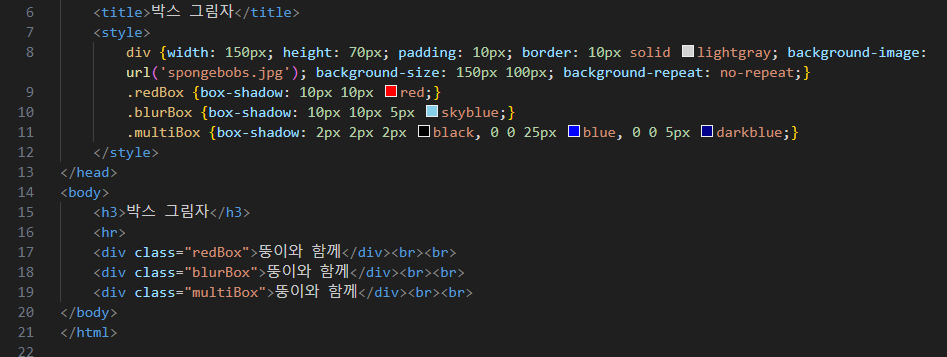 6 <title>박스 그림자</title>
7 <style>
8 div {width: 150px; height: 70px; padding: 10px; border: 10px solid lightgray; background-image:
url('spongebobs.jpg'); background-size: 150px 100px; background-repeat: no-repeat;}
9 .redBox {box-shadow: 10px 10px red;}
10 .blurBox {box-shadow: 10px 10px 5px skyblue;}
11 .multiBox {box-shadow: 2px 2px 2px black, 0 0 25px blue, 0 0 5px darkblue;}
12 </style>
13 </head>
14 <body>
15 <h3>박스 그림자</h3>
16 <hr>
17 <div class="redBox">뚱이와 함께</div><br><br>
18 <div class="blurBox">뚱이와 함께</div><br><br>
19 <div class="multiBox">뚱이와 함께</div><br><br>
20 </body>
21 </html>
22